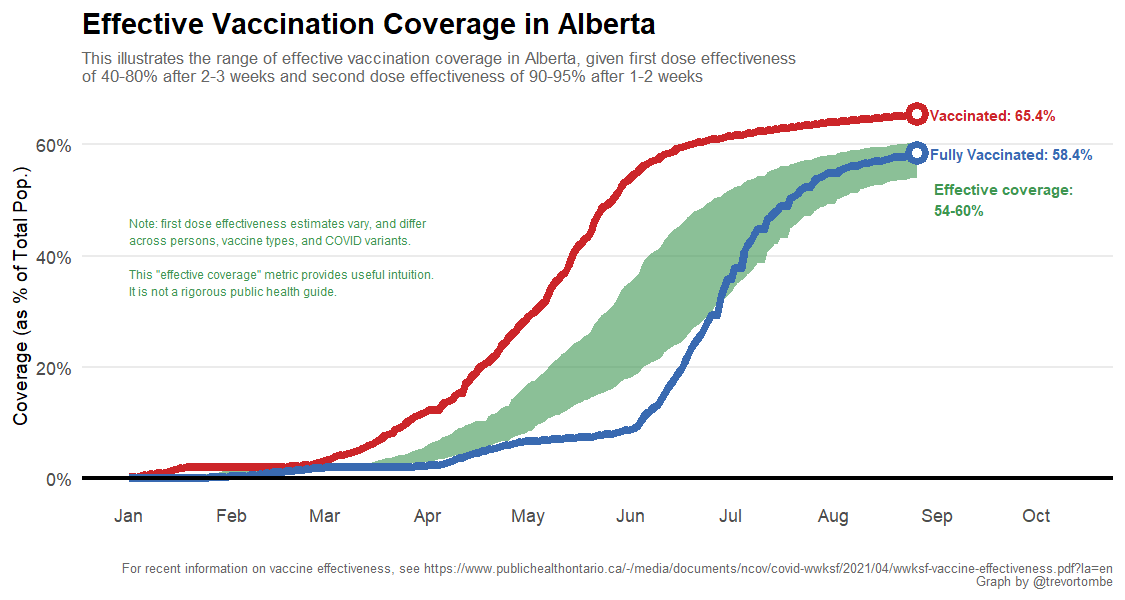 Effective Vaccination Coverage in Alberta
This illustrates the range of effective vaccination coverage in Alberta, given first dose effectiveness
of 40-80% after 2-3 weeks and second dose effectiveness of 90-95% after 1-2 weeks
Coverage (as % of Total Pop.)
60%
40%
20%
0%
Vaccinated: 65.4%
Fully Vaccinated: 58.4%
Effective coverage:
54-60%
Note: first dose effectiveness estimates vary, and differ
across persons, vaccine types, and COVID variants.
This "effective coverage" metric provides useful intuition.
It is not a rigorous public health guide.
Jan Feb Mar Apr May Jun Jul Aug Sep Oct
For recent information on vaccine effectiveness, see https://www.publichealthontario.ca/-/media/documents/ncov/covid-wwksf/2021/04/wwksf-vaccine-effectiveness.pdf?la=en
Graph by @trevortombe